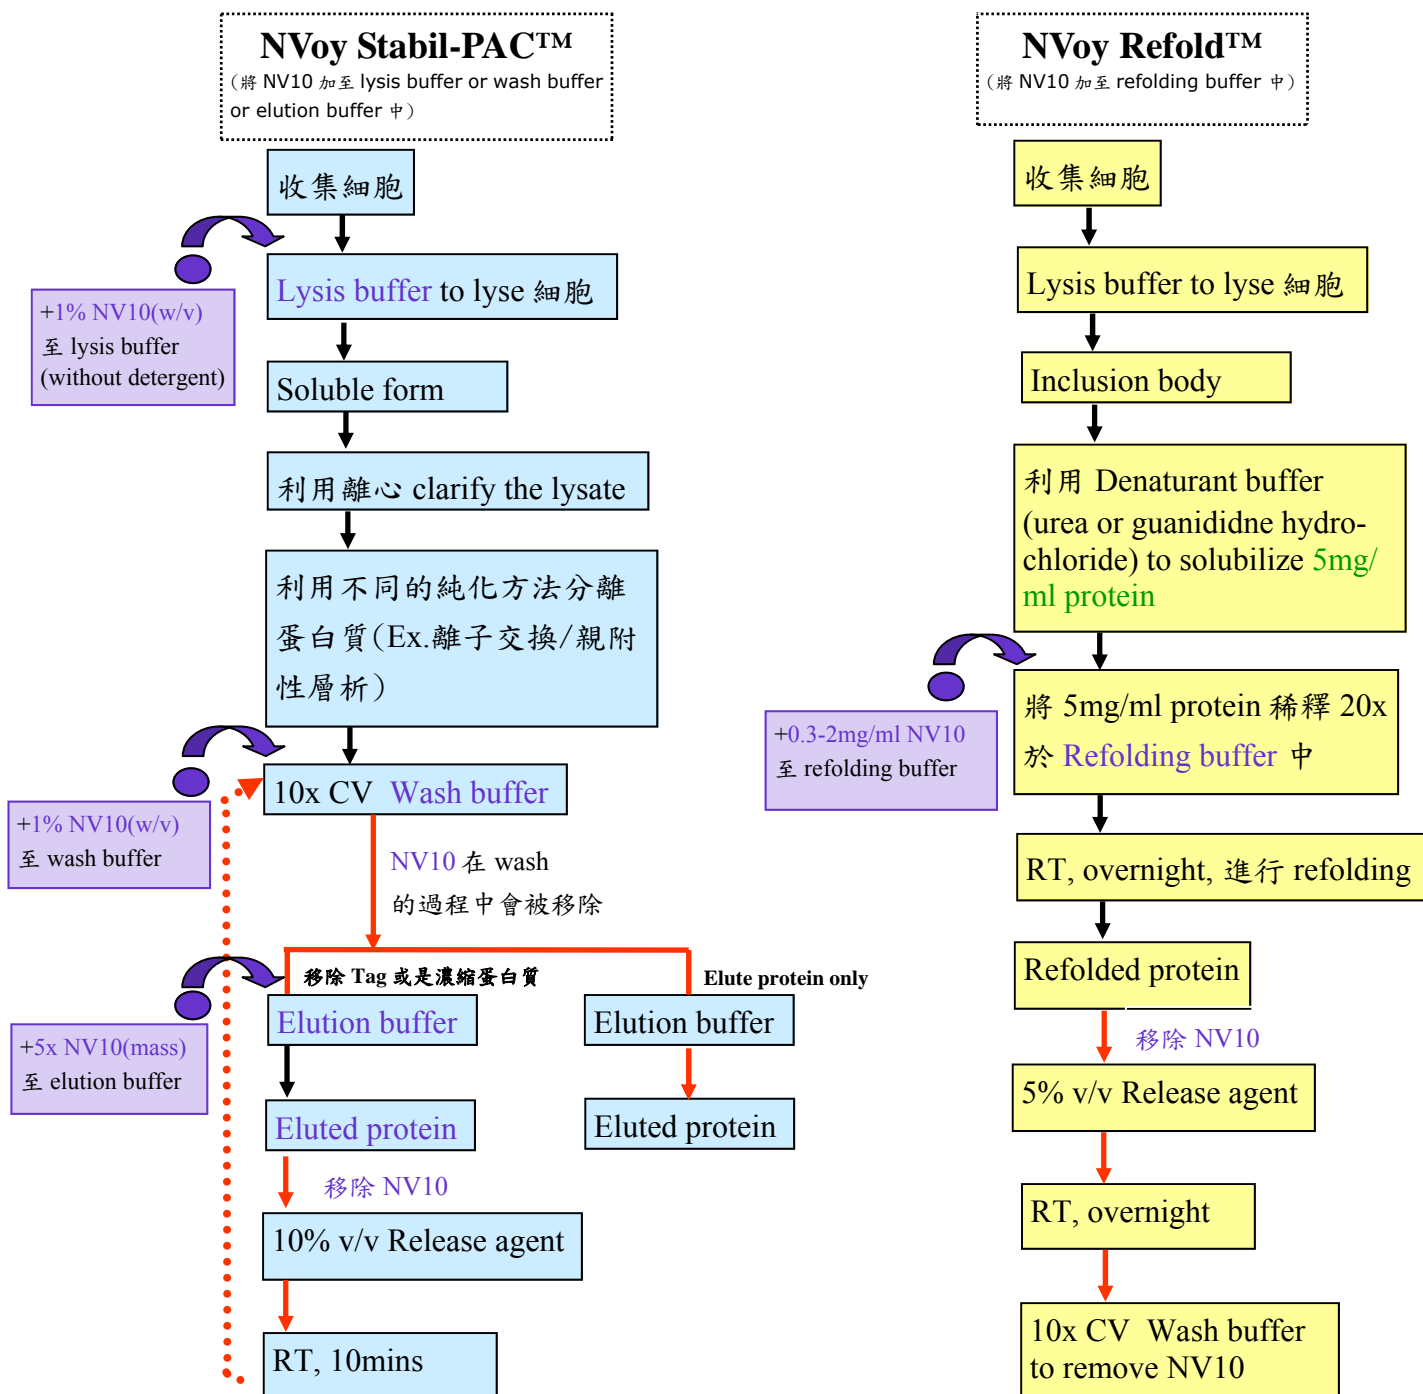 NVoy Stabil-PAC™
(將 NV10 加至 lysis buffer or wash buffer
or elution buffer 中)
收集細胞
Lysis buffer to lyse 細胞
+1% NV10(w/v)
至 lysis buffer
(without detergent)
Soluble form
利用離心 clarify the lysate
利用不同的純化方法分離
蛋白質(Ex.離子交換/親附
性層析)
10x CV Wash buffer
+1% NV10(w/v)
至 wash buffer
NV10 在 wash
的過程中會被移除
移除 Tag 或是濃縮蛋白質
Elute protein only
Elution buffer
Elution buffer
+5x NV10(mass)
至 elution buffer
Eluted protein
Eluted protein
移除 NV10
10% v/v Release agent
RT, 10mins
NVoy Refold™
(將 NV10 加至 refolding buffer 中)
收集細胞
Lysis buffer to lyse 細胞
Inclusion body
利用 Denaturant buffer
(urea or guanididne hydro-
chloride) to solubilize 5mg/
ml protein
將 5mg/ml protein 稀釋 20x
於 Refolding buffer 中
+0.3-2mg/ml NV10
至 refolding buffer
RT, overnight, 進行 refolding
Refolded protein
移除 NV10
5% v/v Release agent
RT, overnight
10x CV Wash buffer
to remove NV10